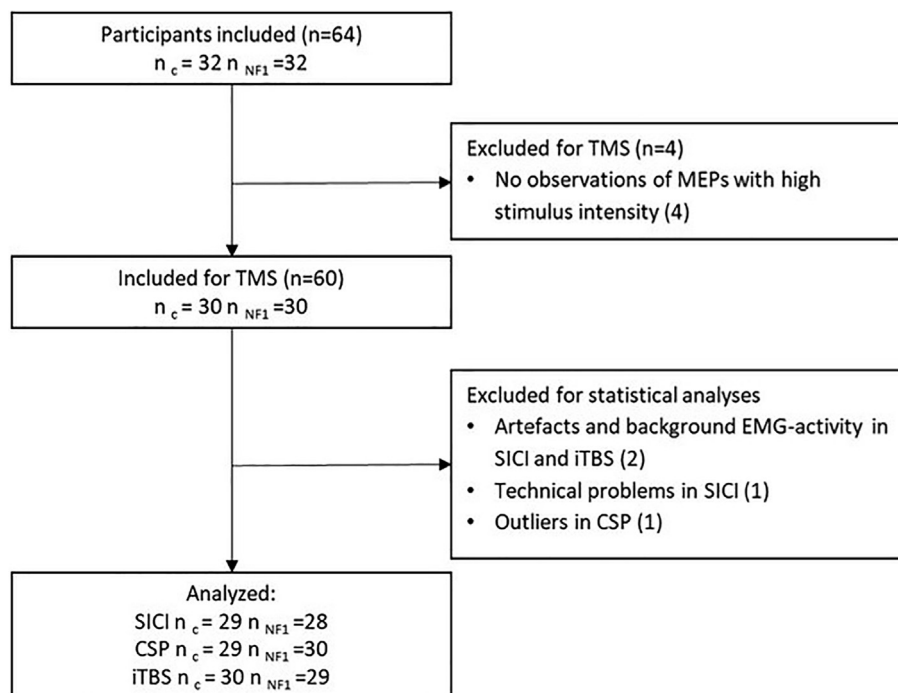 Participants included (n=64)
n c = 32 n NF1 =32
Excluded for TMS (n=4)
• No observations of MEPs with high
stimulus intensity (4)
Included for TMS (n=60)
n c = 30 n NF1 =30
Excluded for statistical analyses
• Artefacts and background EMG-activity in
SICI and iTBS (2)
• Technical problems in SICI (1)
• Outliers in CSP (1)
Analyzed:
SICI n c = 29 n NF1 =28
CSP n c = 29 n NF1 =30
iTBS n c = 30 n NF1 =29